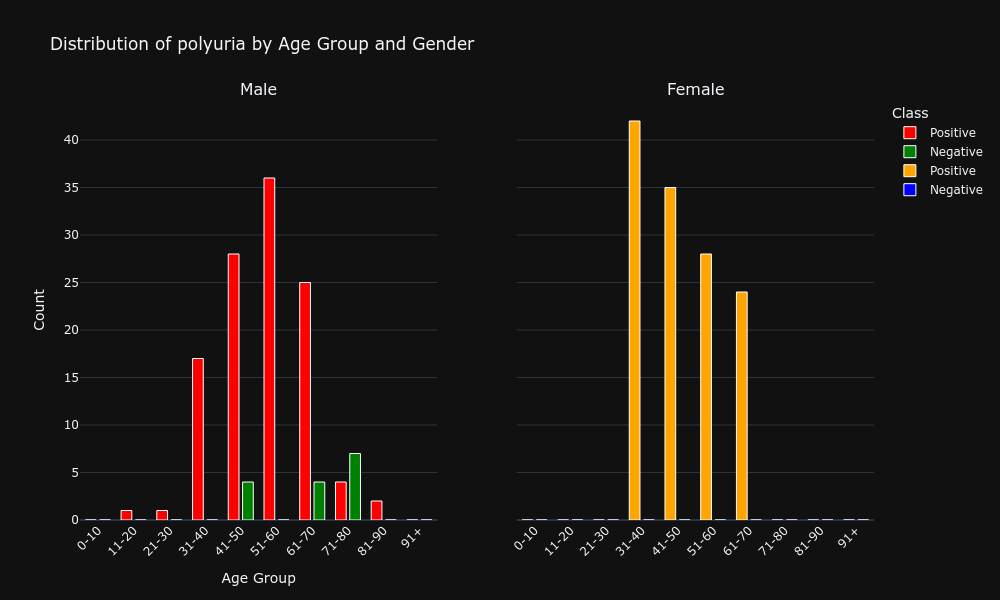 Distribution of polyuria by Age Group and Gender
Male
Female
Class
Positive
Negative
Positive
Negative
Count
40
35
30
25
20
15
10
5
0
0-10
11-20
21-30
31-40
41-50
51-60
61-70
71-80
81-90
91+
0-10
11-20
21-30
31-40
41-50
51-60
61-70
71-80
81-90
91+
Age Group